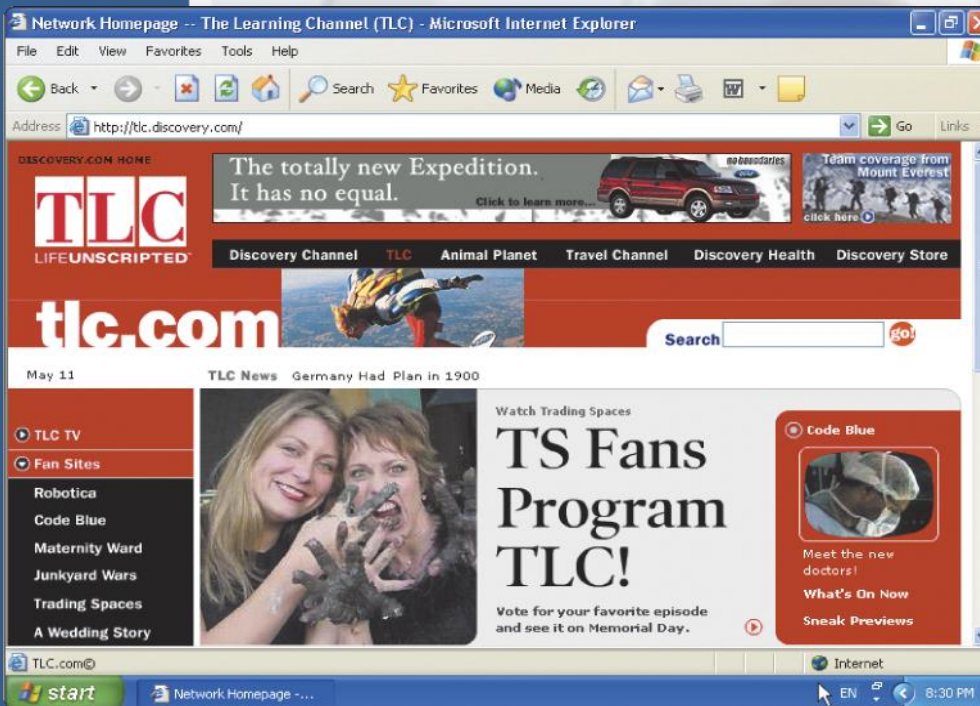 Network Homepage -- The Learning Channel (TLC) - Microsoft Internet Explorer
File Edit View Favorites Tools Help
Back Search Favorites Media
Address http://tlc.discovery.com/ Go Links
DISCOVERY.COM HOME
TLC
LIFEUNSCRIPTED
The totally new Expedition.
It has no equal.
Click to learn more...
no boundaries
Ford
Team coverage from
Mount Everest
click here
Discovery Channel TLC Animal Planet Travel Channel Discovery Health Discovery Store
tlc.com
Search go!
May 11 TLC News Germany Had Plan in 1900
TLC TV
Fan Sites
Robotica
Code Blue
Maternity Ward
Junkyard Wars
Trading Spaces
A Wedding Story
Watch Trading Spaces
TS Fans
Program
TLC!
Vote for your favorite episode
and see it on Memorial Day.
Code Blue
Meet the new
doctors!
What's On Now
Sneak Previews
TLC.com© Internet
start Network Homepage -... EN 8:30 PM